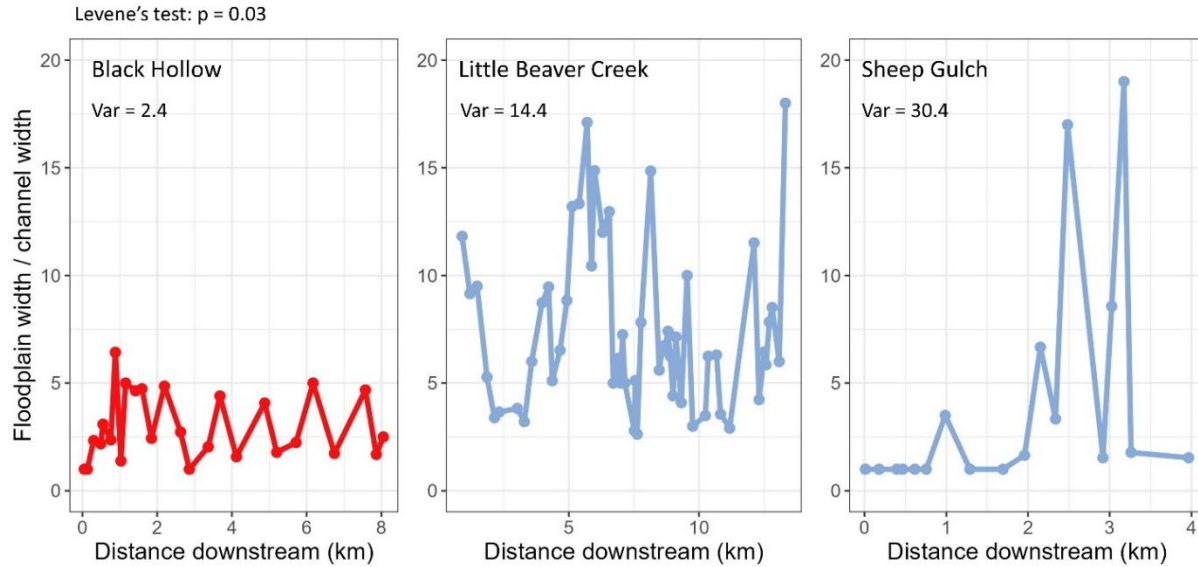 Levene’s test: p = 0.03
Floodplain width / channel width
Black Hollow
Var = 2.4
20
15
10
5
0
0 2 4 6 8
Distance downstream (km)
Little Beaver Creek
Var = 14.4
20
15
10
5
0
5 10
Distance downstream (km)
Sheep Gulch
Var = 30.4
20
15
10
5
0
0 1 2 3 4
Distance downstream (km)